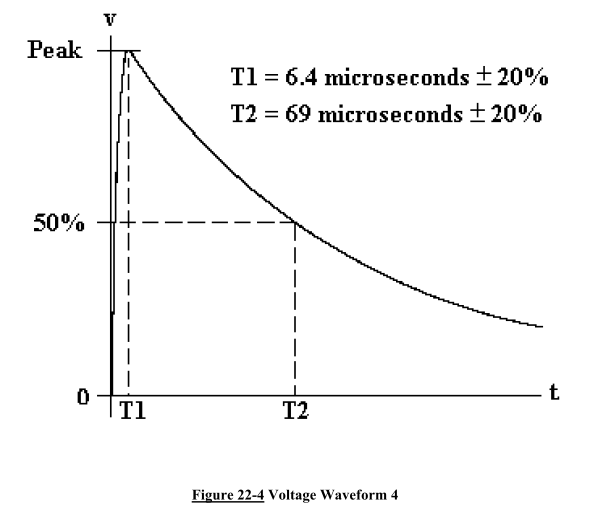 v
Peak
T1 = 6.4 microseconds ± 20%
T2 = 69 microseconds ± 20%
50%
0
T1
T2
t
Figure 22-4 Voltage Waveform 4